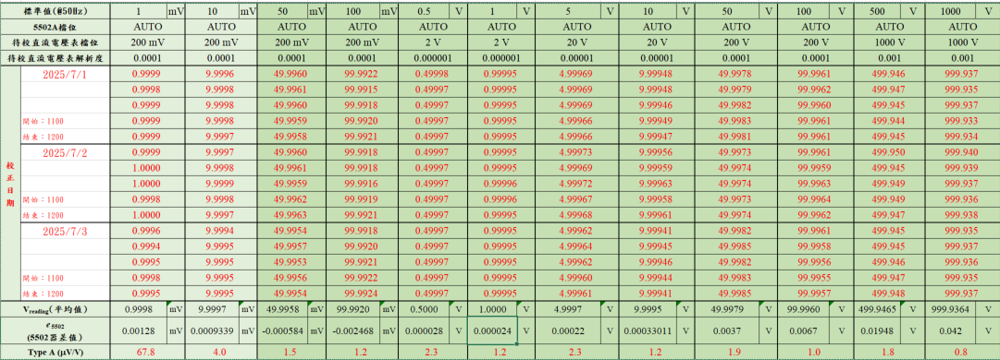 標準值(@50Hz) 1 mV 10 mV 50 mV 100 mV 0.5 V 1 V 5 V 10 V 50 V 100 V 500 V 1000 V
5502A檔位 AUTO AUTO AUTO AUTO AUTO AUTO AUTO AUTO AUTO AUTO AUTO AUTO
待校直流電壓表檔位 200 mV 200 mV 200 mV 200 mV 2 V 2 V 20 V 20 V 200 V 200 V 1000 V 1000 V
待校直流電壓表解析度 0.0001 0.0001 0.0001 0.0001 0.000001 0.000001 0.00001 0.00001 0.0001 0.0001 0.001 0.001
校正日期
2025/7/1 0.9999 9.9996 49.9960 99.9922 0.49998 0.99995 4.99969 9.99948 49.9978 99.9961 499.946 999.937
0.9998 9.9998 49.9961 99.9915 0.49997 0.99995 4.99969 9.99948 49.9979 99.9962 499.947 999.935
0.9999 9.9998 49.9960 99.9918 0.49997 0.99995 4.99969 9.99946 49.9982 99.9960 499.945 999.937
開始：1100 0.9999 9.9998 49.9959 99.9920 0.49997 0.99995 4.99966 9.99949 49.9983 99.9961 499.944 999.933
結束：1200 0.9999 9.9997 49.9958 99.9921 0.49997 0.99995 4.99966 9.99947 49.9981 99.9961 499.945 999.934
2025/7/2 0.9999 9.9997 49.9960 99.9918 0.49997 0.99995 4.99973 9.99956 49.9973 99.9961 499.950 999.940
1.0000 9.9998 49.9961 99.9918 0.49997 0.99995 4.99969 9.99959 49.9974 99.9959 499.945 999.939
1.0000 9.9999 49.9959 99.9916 0.49997 0.99996 4.99972 9.99963 49.9974 99.9963 499.949 999.937
開始：1100 0.9998 9.9998 49.9962 99.9919 0.49997 0.99996 4.99967 9.99958 49.9973 99.9964 499.949 999.936
結束：1200 1.0000 9.9997 49.9963 99.9921 0.49997 0.99995 4.99968 9.99961 49.9974 99.9962 499.947 999.938
2025/7/3 0.9996 9.9994 49.9954 99.9918 0.49997 0.99995 4.99962 9.99941 49.9982 99.9961 499.945 999.935
0.9994 9.9995 49.9957 99.9920 0.49997 0.99995 4.99964 9.99945 49.9985 99.9958 499.945 999.937
0.9995 9.9995 49.9953 99.9921 0.49997 0.99995 4.99962 9.99946 49.9982 99.9956 499.946 999.936
開始：1100 0.9998 9.9995 49.9956 99.9922 0.49997 0.99995 4.99960 9.99944 49.9983 99.9955 499.947 999.935
結束：1200 0.9995 9.9995 49.9954 99.9924 0.49997 0.99995 4.99961 9.99941 49.9985 99.9957 499.948 999.936
Vreading(平均值) 0.9998 mV 9.9997 mV 49.9958 mV 99.9920 mV 0.5000 V 1.0000 V 4.9997 V 9.9995 V 49.9979 V 99.9960 V 499.9465 V 999.9364 V
e5502
(5502器差值) 0.00128 mV 0.0009339 mV -0.000584 mV -0.002468 mV 0.000028 V 0.000024 V 0.00022 V 0.00033011 V 0.0037 V 0.0067 V 0.01948 V 0.042 V
Type A (μV/V) 67.8 4.0 1.5 1.2 2.3 1.2 2.3 1.2 1.9 1.0 1.8 0.8